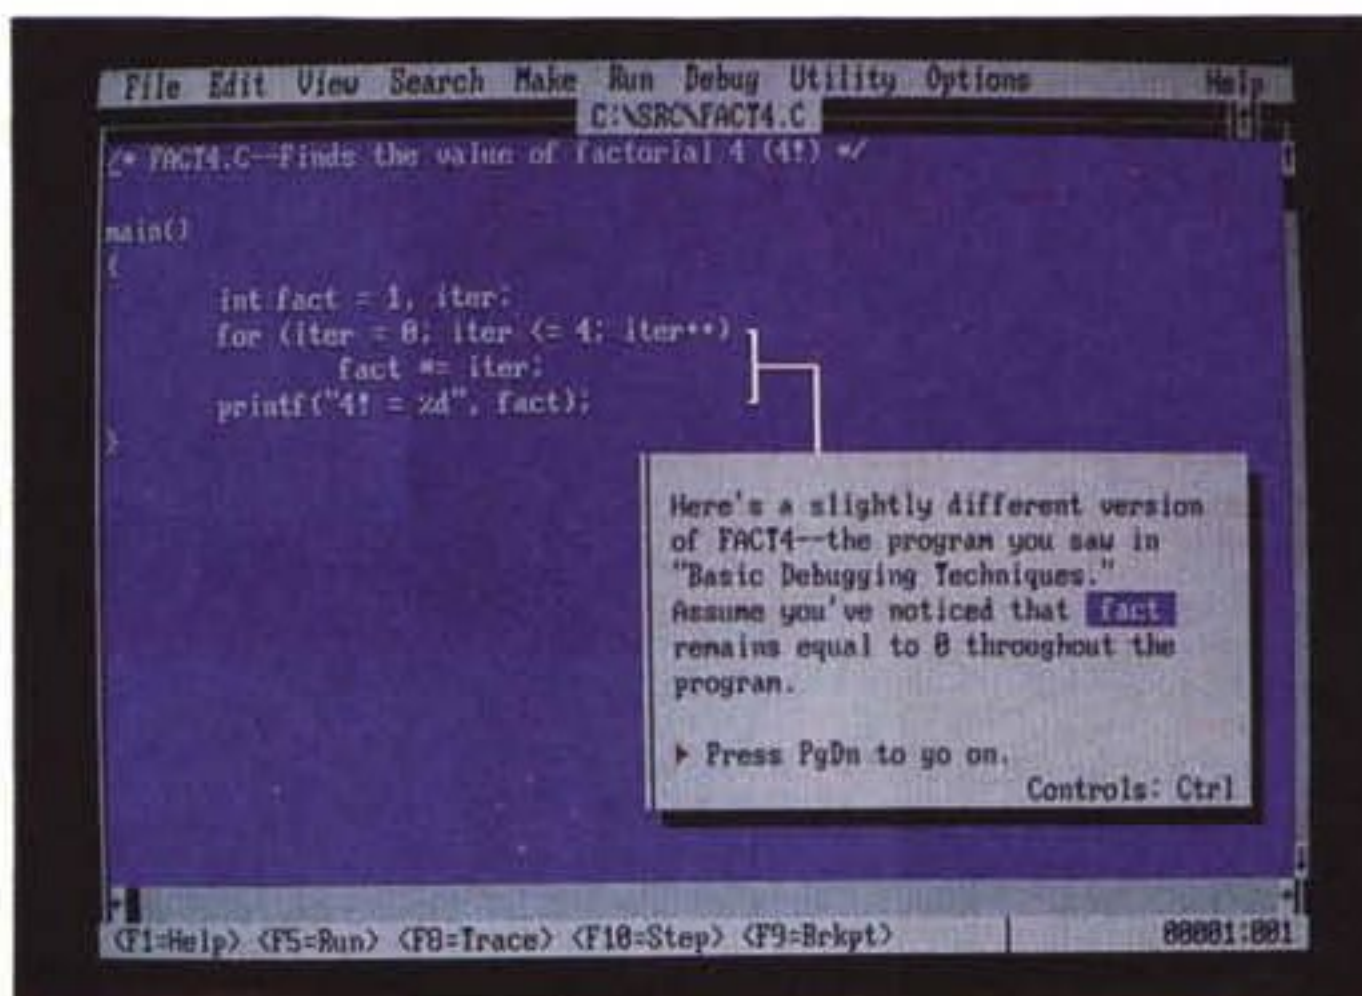 File Edit View Search Make Run Debug Utility Options Help
C:\SRC\FACT4.C
/* FACT4.C--Finds the value of factorial 4 (4!) */
main()
{
int fact = 1, iter;
for (iter = 0; iter <= 4; iter++)
fact *= iter;
printf("4! = %d", fact);
}
Here's a slightly different version
of FACT4--the program you saw in
"Basic Debugging Techniques."
Assume you've noticed that fact
remains equal to 0 throughout the
program.
► Press PgDn to go on.
Controls: Ctrl
<F1=Help> <F5=Run> <F8=Trace> <F10=Step> <F9=Brkpt>
00001:001